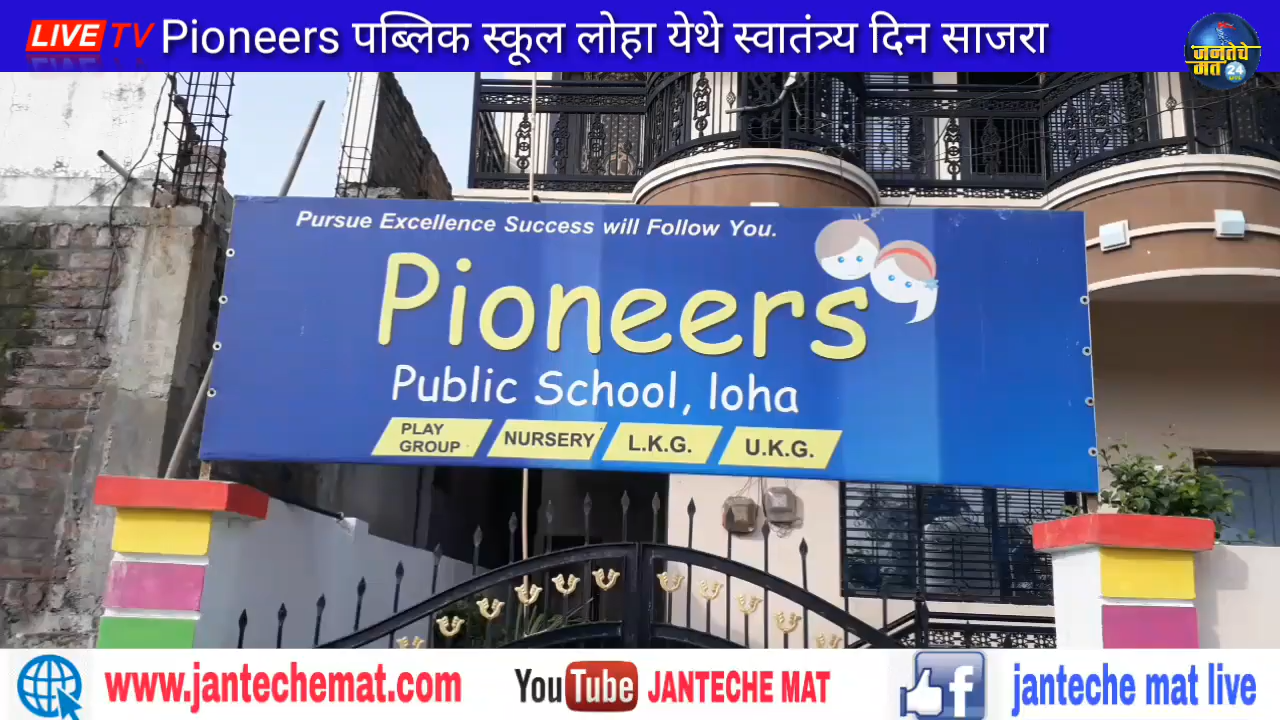 LIVE TV Pioneers पब्लिक स्कूल लोहा येथे स्वातंत्र्य दिन साजरा
जनतेचे
मत 24
Pursue Excellence Success will Follow You.
Pioneers
Public School, loha
PLAY GROUP NURSERY L.K.G. U.K.G.
www.jantechemat.com YouTube JANTECHE MAT f janteche mat live